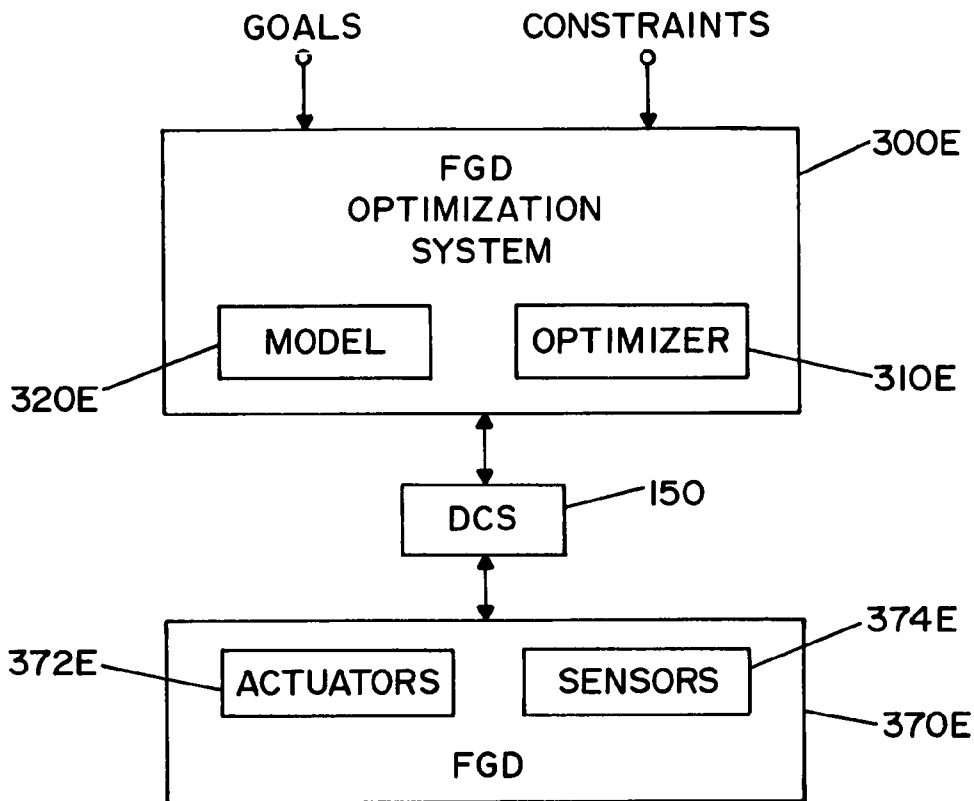 GOALS
CONSTRAINTS
300E
FGD
OPTIMIZATION
SYSTEM
MODEL
OPTIMIZER
320E
310E
150
DCS
374E
372E
ACTUATORS
SENSORS
370E
FGD